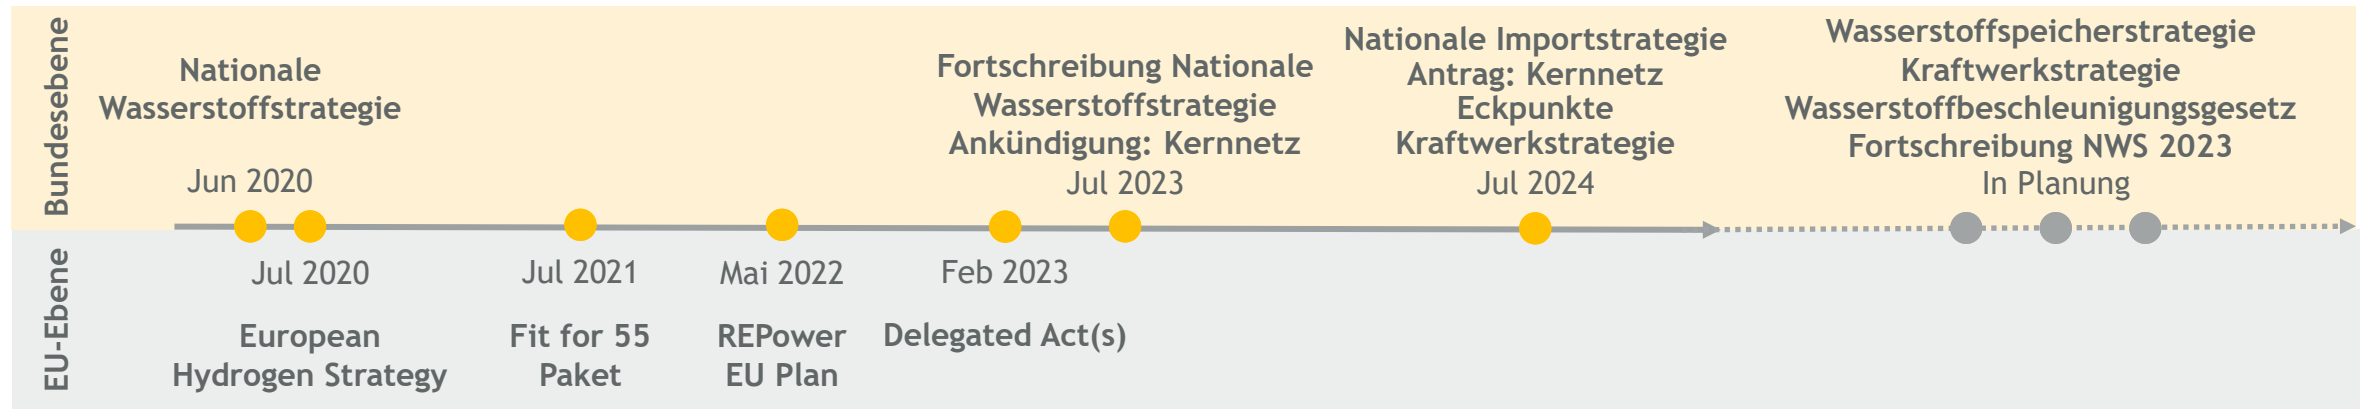 Bundesebene
Nationale
Wasserstoffstrategie
Jun 2020
Fortschreibung Nationale
Wasserstoffstrategie
Ankündigung: Kernnetz
Jul 2023
Nationale Importstrategie
Antrag: Kernnetz
Eckpunkte
Kraftwerkstrategie
Jul 2024
Wasserstoffspeicherstrategie
Kraftwerkstrategie
Wasserstoffbeschleunigungsgesetz
Fortschreibung NWS 2023
In Planung
EU-Ebene
Jul 2020
European
Hydrogen Strategy
Jul 2021
Fit for 55
Paket
Mai 2022
REPower
EU Plan
Feb 2023
Delegated Act(s)